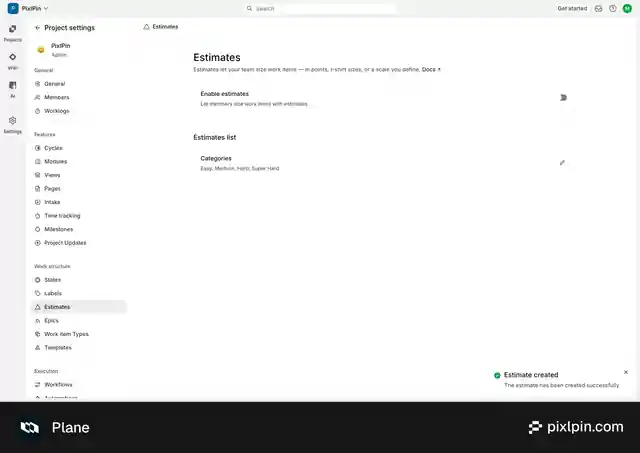 PixlPin
Search
Get started
M
P
Projects
Wiki
AI
Settings
Project settings
PixlPin
Admin
General
General
Members
Worklogs
Features
Cycles
Modules
Views
Pages
Intake
Time tracking
Milestones
Project Updates
Work structure
States
Labels
Estimates
Epics
Work item Types
Templates
Execution
Workflows
Automations
Estimates
Estimates
Estimates let your team size work items — in points, t-shirt sizes, or a scale you define. Docs ↗
Enable estimates
Let members size work items with estimates.
Estimates list
Categories
Easy, Medium, Hard, Super Hard
Estimate created
The estimate has been created successfully.
Plane
pixlpin.com